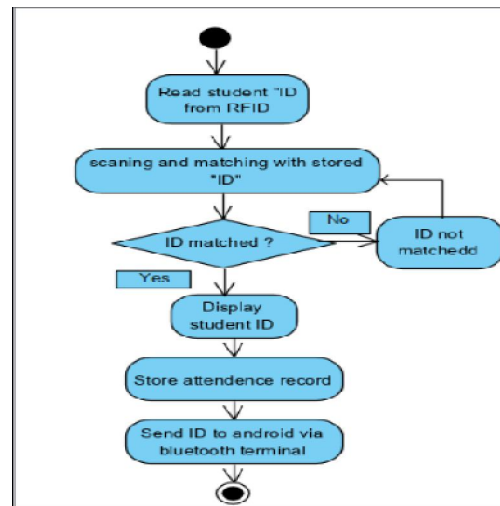 Read student "ID
from RFID
scaning and matching with stored
"ID"
No
ID matched ?
ID not
matchedd
Yes
Display
student ID
Store attendence record
Send ID to android via
bluetooth terminal